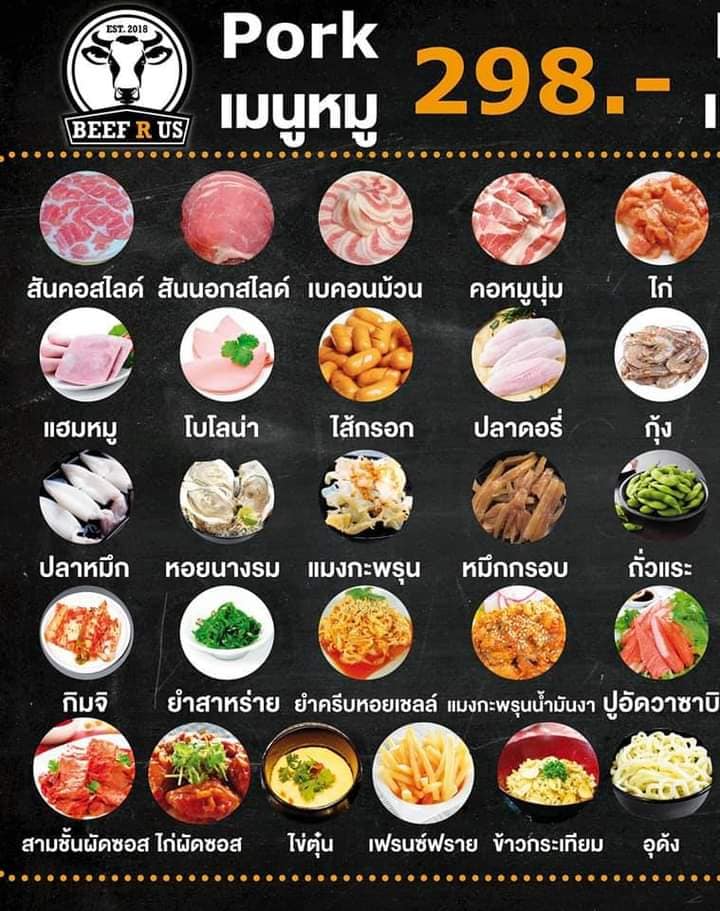 EST. 2018
BEEF R US
Pork
เมนูหมู
298.-
สันคอสไลด์ สันนอกสไลด์ เบคอนม้วน คอหมูนุ่ม ไก่
แฮมหมู โบโลน่า ไส้กรอก ปลาดอรี่ กุ้ง
ปลาหมึก หอยนางรม แมงกะพรุน หมึกกรอบ ถั่วแระ
กิมจิ ยำสาหร่าย ยำครีบหอยเชลล์ แมงกะพรุนน้ำมันงา ปูอัดวาซาบิ
สามชั้นผัดซอส ไก่ผัดซอส ไข่ตุ๋น เฟรนซ์ฟราย ข้าวกระเทียม อุด้ง